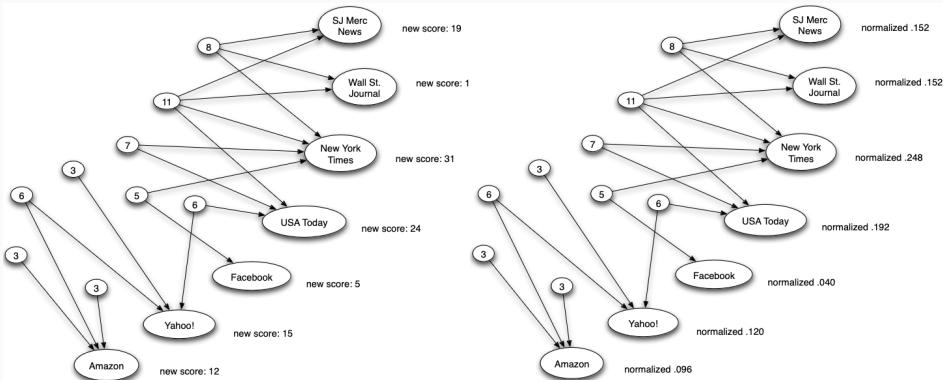 SJ Merc
News
new score: 19
8
Wall St.
Journal
new score: 1
11
7
New York
Times
new score: 31
3
6
5
6
USA Today
new score: 24
3
Facebook
new score: 5
3
Yahoo!
new score: 15
Amazon
new score: 12
SJ Merc
News
normalized .152
8
Wall St.
Journal
normalized .152
11
7
New York
Times
normalized .248
3
6
5
6
USA Today
normalized .192
3
Facebook
normalized .040
3
Yahoo!
normalized .120
Amazon
normalized .096